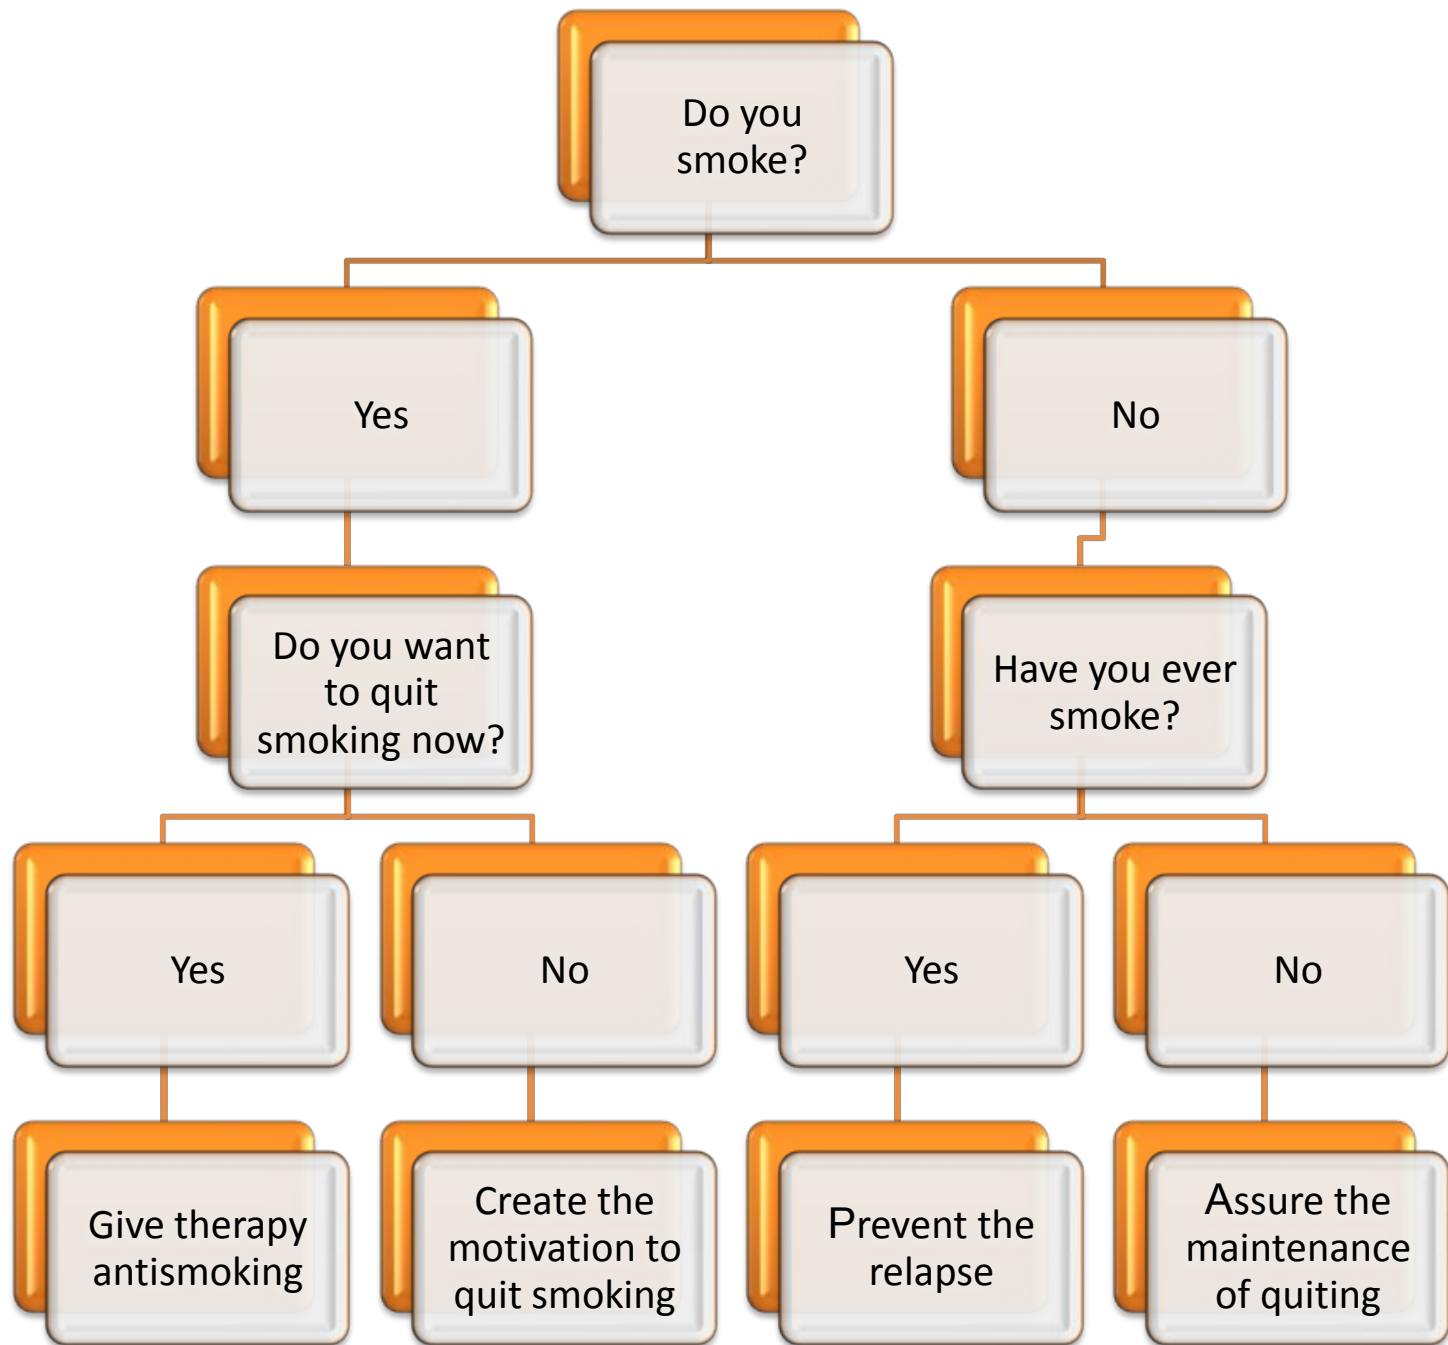 Do you
smoke?
Yes
No
Do you want
to quit
smoking now?
Have you ever
smoke?
Yes
No
Yes
No
Give therapy
antismoking
Create the
motivation to
quit smoking
Prevent the
relapse
Assure the
maintenance
of quiting